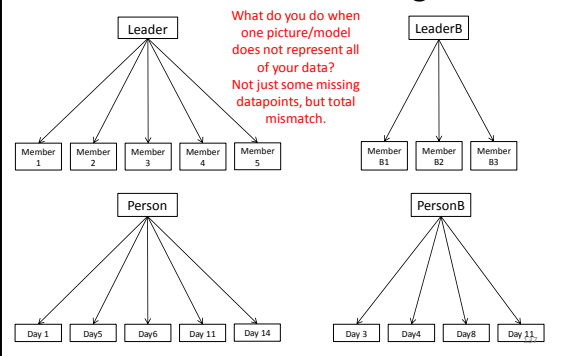 Leader
What do you do when
one picture/model
does not represent all
of your data?
Not just some missing
datapoints, but total
mismatch.
LeaderB
Member
1
Member
2
Member
3
Member
4
Member
5
Member
B1
Member
B2
Member
B3
Person
PersonB
Day 1
Day5
Day6
Day 11
Day 14
Day 3
Day4
Day8
Day 11